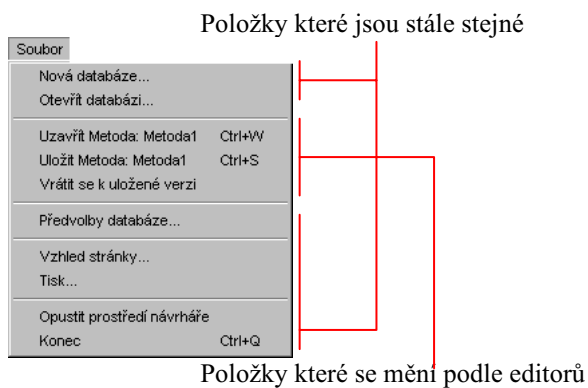 Položky které jsou stále stejné
Soubor
Nová databáze...
Otevřít databázi...
Uzavřít Metoda: Metoda1 Ctrl+W
Uložit Metoda: Metoda1 Ctrl+S
Vrátit se k uložené verzi
Předvolby databáze...
Vzhled stránky...
Tisk...
Opustit prostředí návrháře
Konec Ctrl+Q
Položky které se mění podle editorů